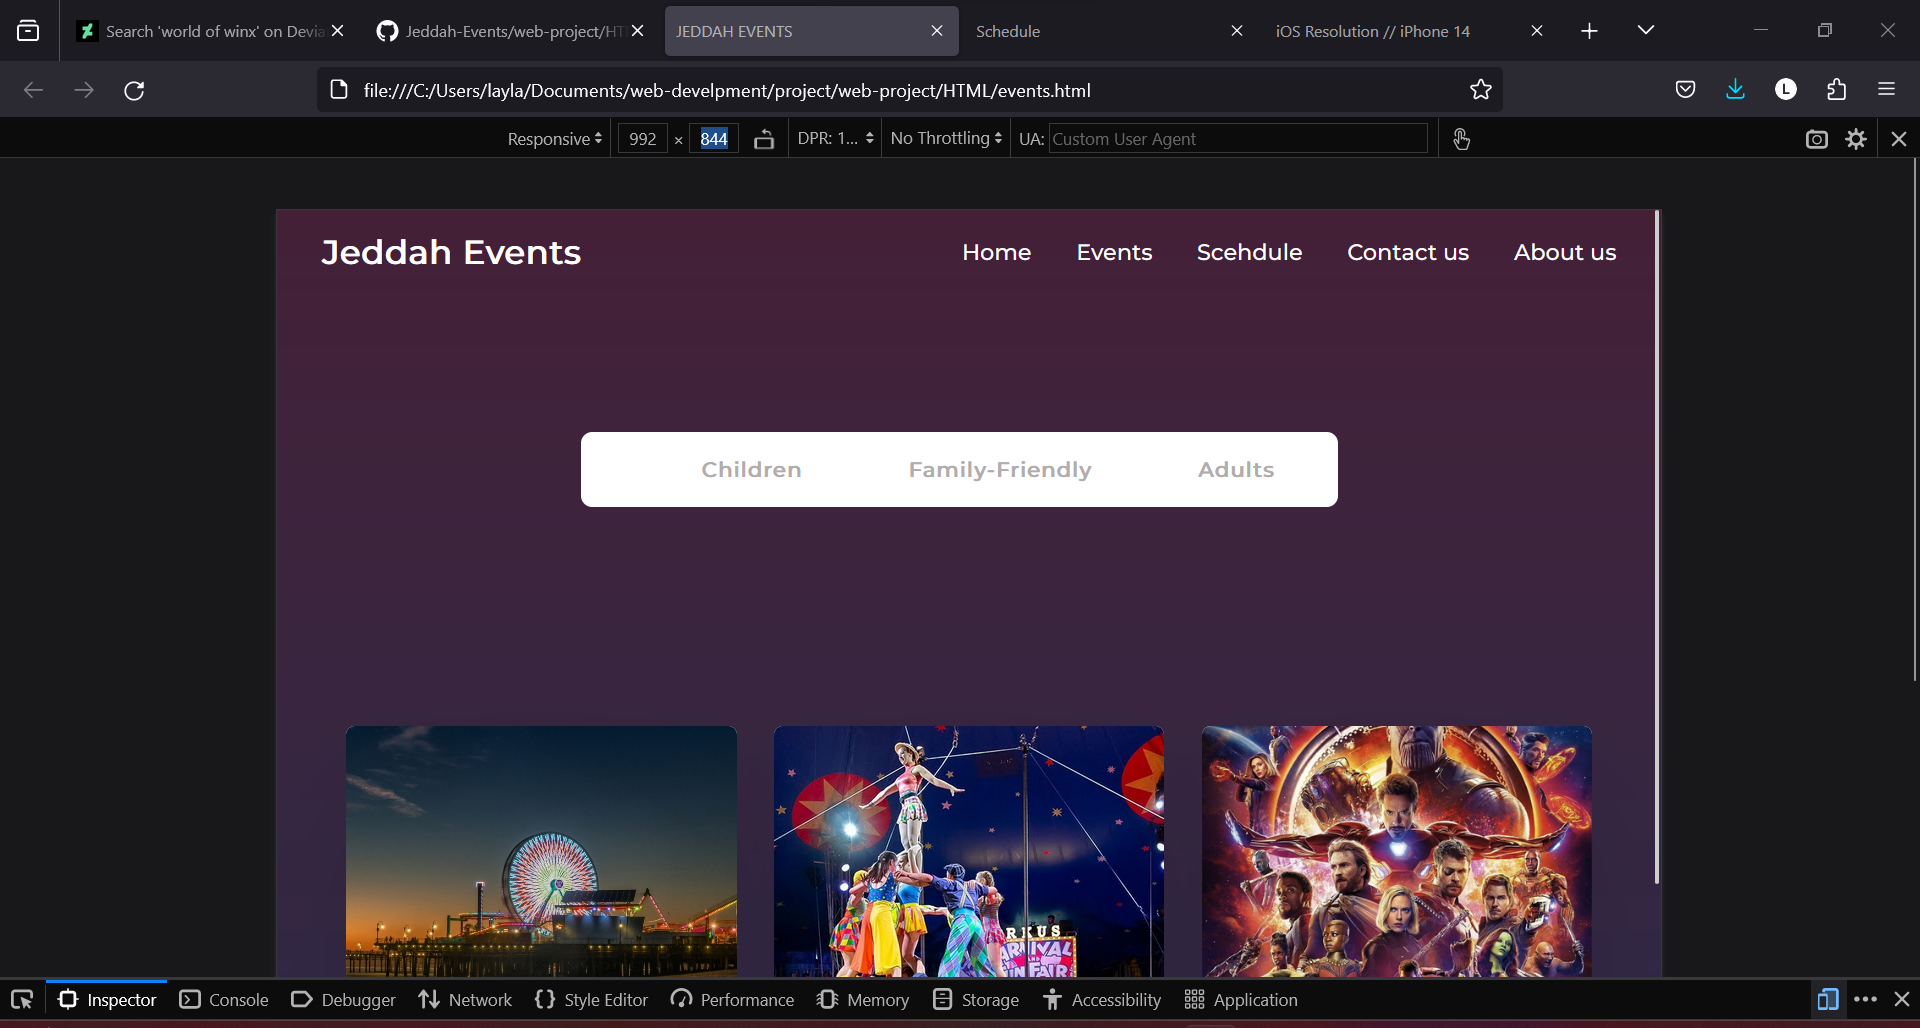 Search 'world of winx' on Devia
Jeddah-Events/web-project/HT
JEDDAH EVENTS
Schedule
iOS Resolution // iPhone 14
file:///C:/Users/layla/Documents/web-develpment/project/web-project/HTML/events.html
L
Responsive 992 × 844 DPR: 1... No Throttling UA: Custom User Agent
Jeddah Events
Home Events Scehdule Contact us About us
Children Family-Friendly Adults
RKUS
Inspector Console Debugger Network Style Editor Performance Memory Storage Accessibility Application